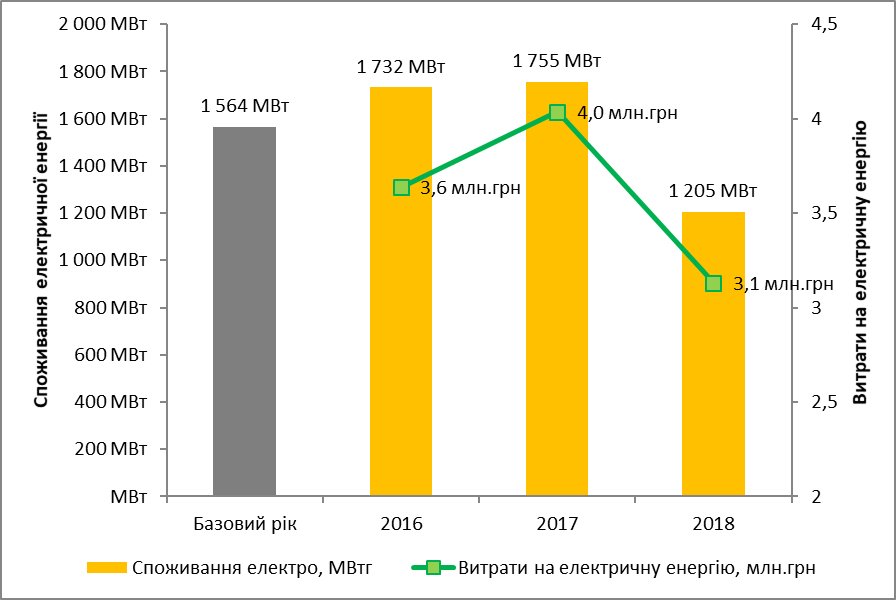 Споживання електричної енергії
2 000 МВт
1 800 МВт
1 600 МВт
1 400 МВт
1 200 МВт
1 000 МВт
800 МВт
600 МВт
400 МВт
200 МВт
МВт
1 564 МВт
1 732 МВт
1 755 МВт
1 205 МВт
3,6 млн.грн
4,0 млн.грн
3,1 млн.грн
4,5
4
3,5
3
2,5
2
Витрати на електричну енергію
Базовий рік
2016
2017
2018
Споживання електро, МВтг
Витрати на електричну енергію, млн.грн